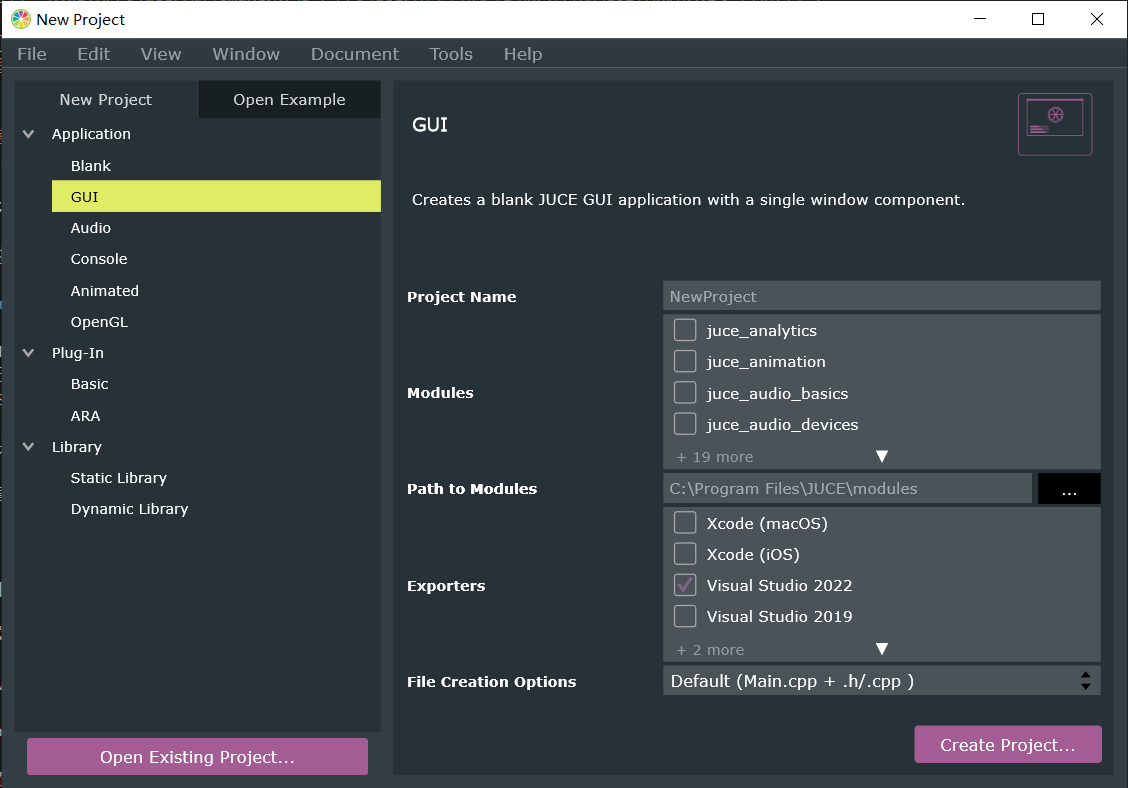 New Project
File Edit View Window Document Tools Help
New Project Open Example
Application
Blank
GUI
Audio
Console
Animated
OpenGL
Plug-In
Basic
ARA
Library
Static Library
Dynamic Library
Open Existing Project...
GUI
Creates a blank JUCE GUI application with a single window component.
Project Name
NewProject
Modules
juce_analytics
juce_animation
juce_audio_basics
juce_audio_devices
+ 19 more
Path to Modules
C:\Program Files\JUCE\modules
...
Exporters
Xcode (macOS)
Xcode (iOS)
Visual Studio 2022
Visual Studio 2019
+ 2 more
File Creation Options
Default (Main.cpp + .h/.cpp )
Create Project...